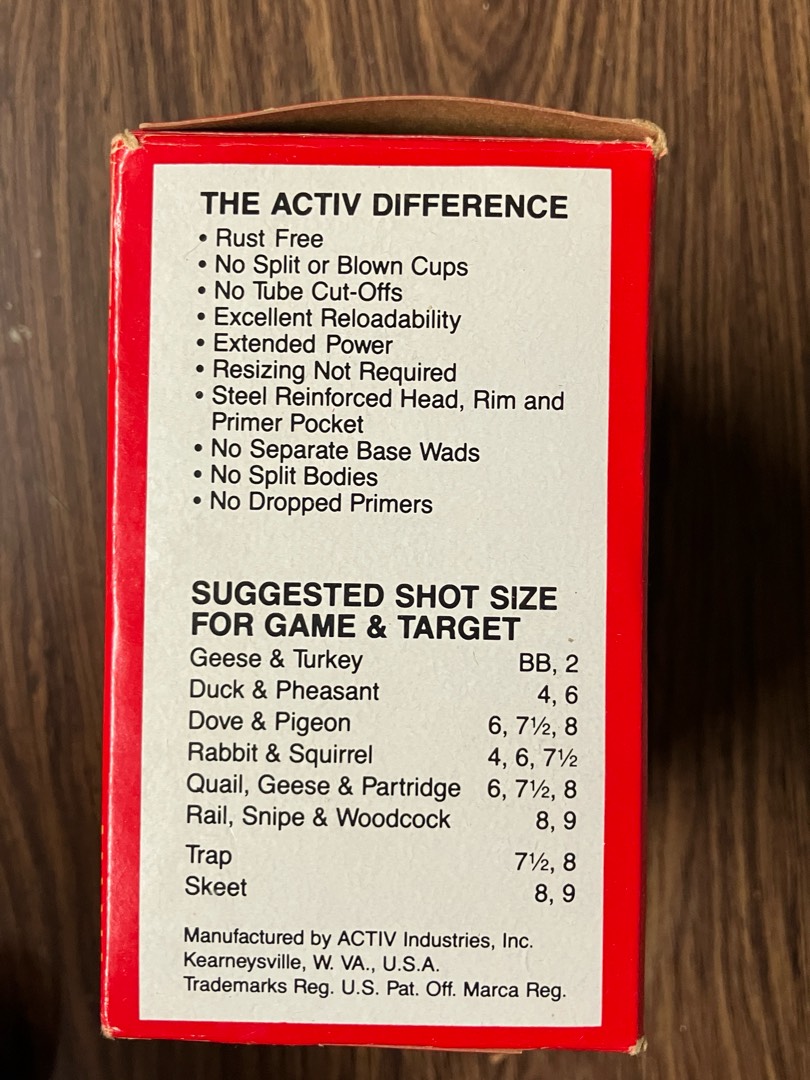 THE ACTIV DIFFERENCE
• Rust Free
• No Split or Blown Cups
• No Tube Cut-Offs
• Excellent Reloadability
• Extended Power
• Resizing Not Required
• Steel Reinforced Head, Rim and
Primer Pocket
• No Separate Base Wads
• No Split Bodies
• No Dropped Primers
SUGGESTED SHOT SIZE
FOR GAME & TARGET
Geese & Turkey BB, 2
Duck & Pheasant 4, 6
Dove & Pigeon 6, 7½, 8
Rabbit & Squirrel 4, 6, 7½
Quail, Geese & Partridge 6, 7½, 8
Rail, Snipe & Woodcock 8, 9
Trap 7½, 8
Skeet 8, 9
Manufactured by ACTIV Industries, Inc.
Kearneysville, W. VA., U.S.A.
Trademarks Reg. U.S. Pat. Off. Marca Reg.